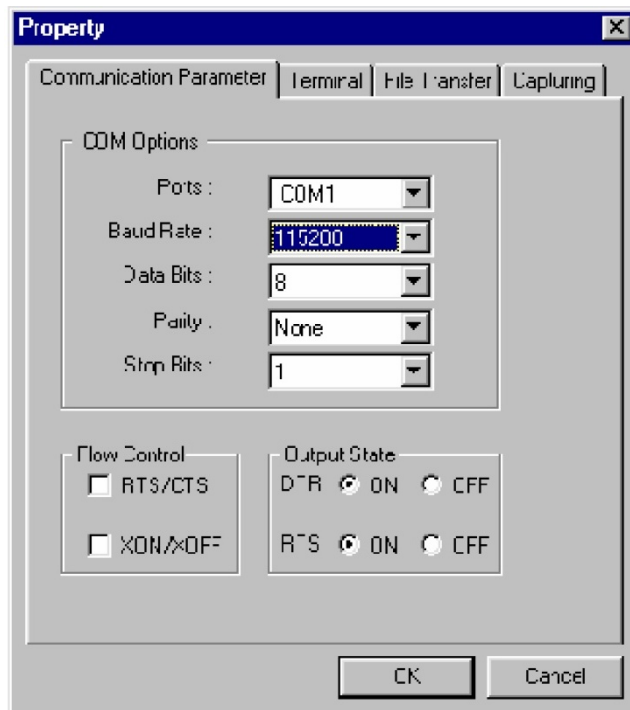 Property
Communication Parameter Terminal File Transfer Capturing
COM Options
Ports : COM1
Baud Rate : 115200
Data Bits : 8
Parity : None
Stop Bits : 1
Flow Control
RTS/CTS
XON/XOFF
Output State
DTR ON OFF
RTS ON OFF
OK Cancel